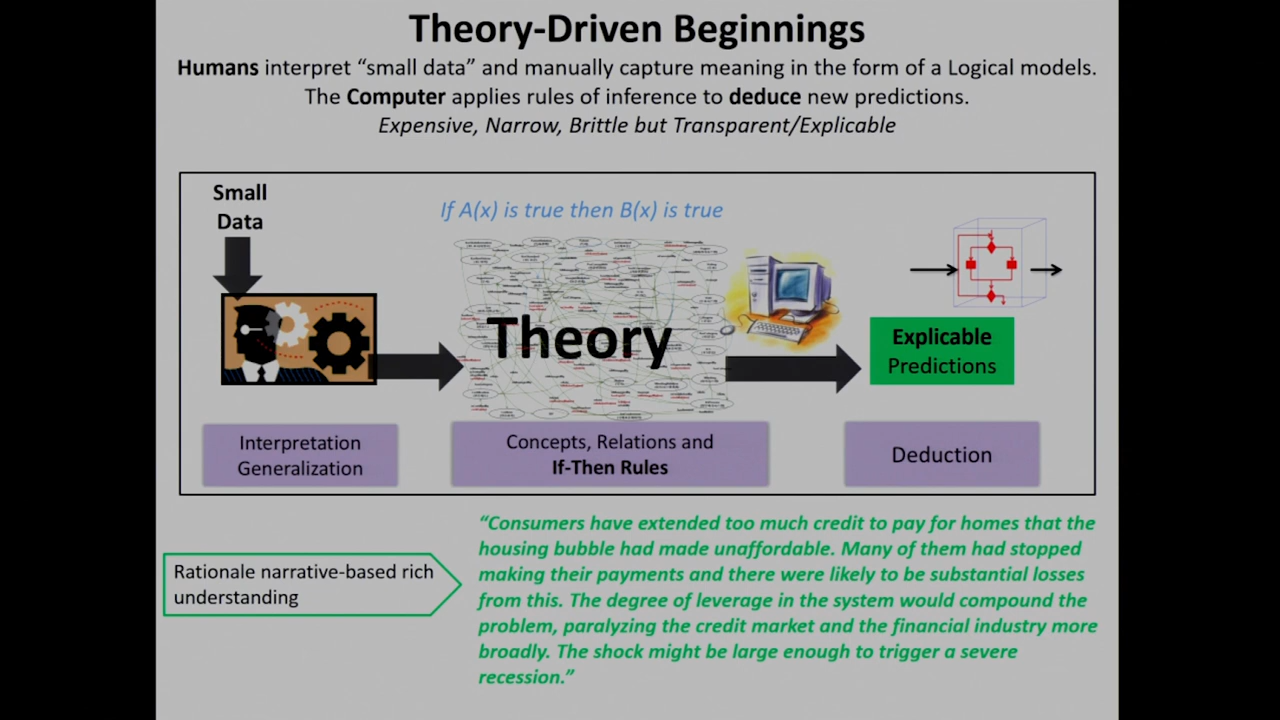 Theory-Driven Beginnings
Humans interpret “small data” and manually capture meaning in the form of a Logical models.
The Computer applies rules of inference to deduce new predictions.
Expensive, Narrow, Brittle but Transparent/Explicable
Small
Data
If A(x) is true then B(x) is true
Theory
Explicable
Predictions
Interpretation
Generalization
Concepts, Relations and
If-Then Rules
Deduction
Rationale narrative-based rich
understanding
“Consumers have extended too much credit to pay for homes that the
housing bubble had made unaffordable. Many of them had stopped
making their payments and there were likely to be substantial losses
from this. The degree of leverage in the system would compound the
problem, paralyzing the credit market and the financial industry more
broadly. The shock might be large enough to trigger a severe
recession.”